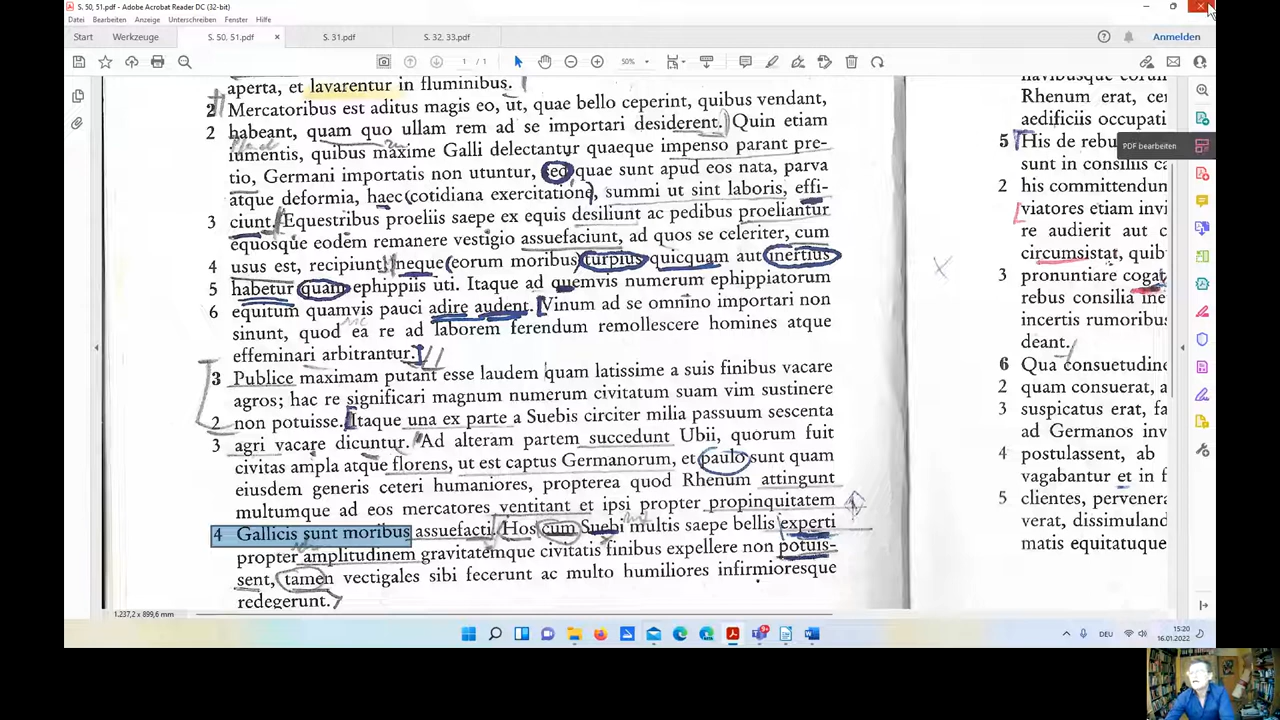 S. 50, 51.pdf - Adobe Acrobat Reader DC (32-bit)
Datei Bearbeiten Anzeige Unterschreiben Fenster Hilfe
Start Werkzeuge S. 50, 51.pdf × S. 31.pdf S. 32, 33.pdf Anmelden
1 / 1 50%
aperta, et lavarentur in fluminibus.
2 Mercatoribus est aditus magis eo, ut, quae bello ceperint, quibus vendant,
2 habeant, quam quo ullam rem ad se importari desiderent. Quin etiam
iumentis, quibus maxime Galli delectantur quaeque impenso parant pre-
tio, Germani importatis non utuntur, sed quae sunt apud eos nata, parva
atque deformia, haec cotidiana exercitatione, summi ut sint laboris, effi-
3 ciunt. Equestribus proeliis saepe ex equis desiliunt ac pedibus proeliantur
equosque eodem remanere vestigio assuefaciunt, ad quos se celeriter, cum
4 usus est, recipiunt, neque eorum moribus turpius quicquam aut inertius
5 habetur quam ephippiis uti. Itaque ad quemvis numerum ephippiatorum
6 equitum quamvis pauci adire audent. Vinum ad se omnino importari non
sinunt, quod ea re ad laborem ferendum remollescere homines atque
effeminari arbitrantur.
3 Publice maximam putant esse laudem quam latissime a suis finibus vacare
agros; hac re significari magnum numerum civitatum suam vim sustinere
2 non potuisse. Itaque una ex parte a Suebis circiter milia passuum sescenta
3 agri vacare dicuntur. Ad alteram partem succedunt Ubii, quorum fuit
civitas ampla atque florens, ut est captus Germanorum, et paulo sunt quam
eiusdem generis ceteri humaniores, propterea quod Rhenum attingunt
multumque ad eos mercatores ventitant et ipsi propter propinquitatem
4 Gallicis sunt moribus assuefacti. Hos cum Suebi multis saepe bellis experti
propter amplitudinem gravitatemque civitatis finibus expellere non potuis-
sent, tamen vectigales sibi fecerunt ac multo humiliores infirmioresque
redegerunt.
navibusque
Rhenum erat, cer
aedificiis occupati
5 His de rebu
PDF bearbeiten
sunt in consiliis ca
2 his committendum
viatores etiam invi
re audierit aut c
circumsistat, quib
3 pronuntiare cogat
rebus consilia ine
incertis rumoribus
deant.
6 Qua consuetudine
2 quam consuerat, a
3 suspicatus erat, fa
ad Germanos inv
4 postulassent, ab
vagabantur et in f
5 clientes, pervenera
verat, dissimuland
matis equitatuque
1.237,2 x 899,6 mm
DEU 15:20
16.01.2022